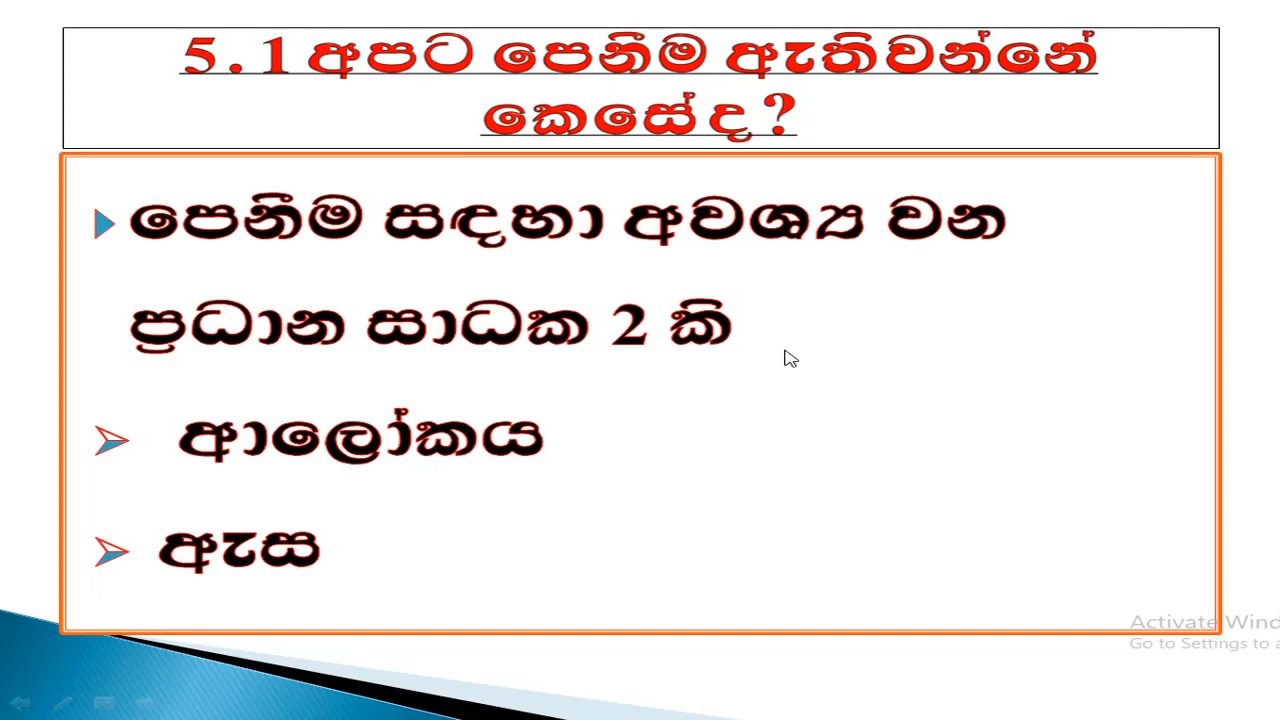 5.1 අපට පෙනීම ඇතිවන්නේ
කෙසේද?
පෙනීම සඳහා අවශ්‍ය වන
ප්‍රධාන සාධක 2 කි
ආලෝකය
ඇස
Activate Wind
Go to Settings to a